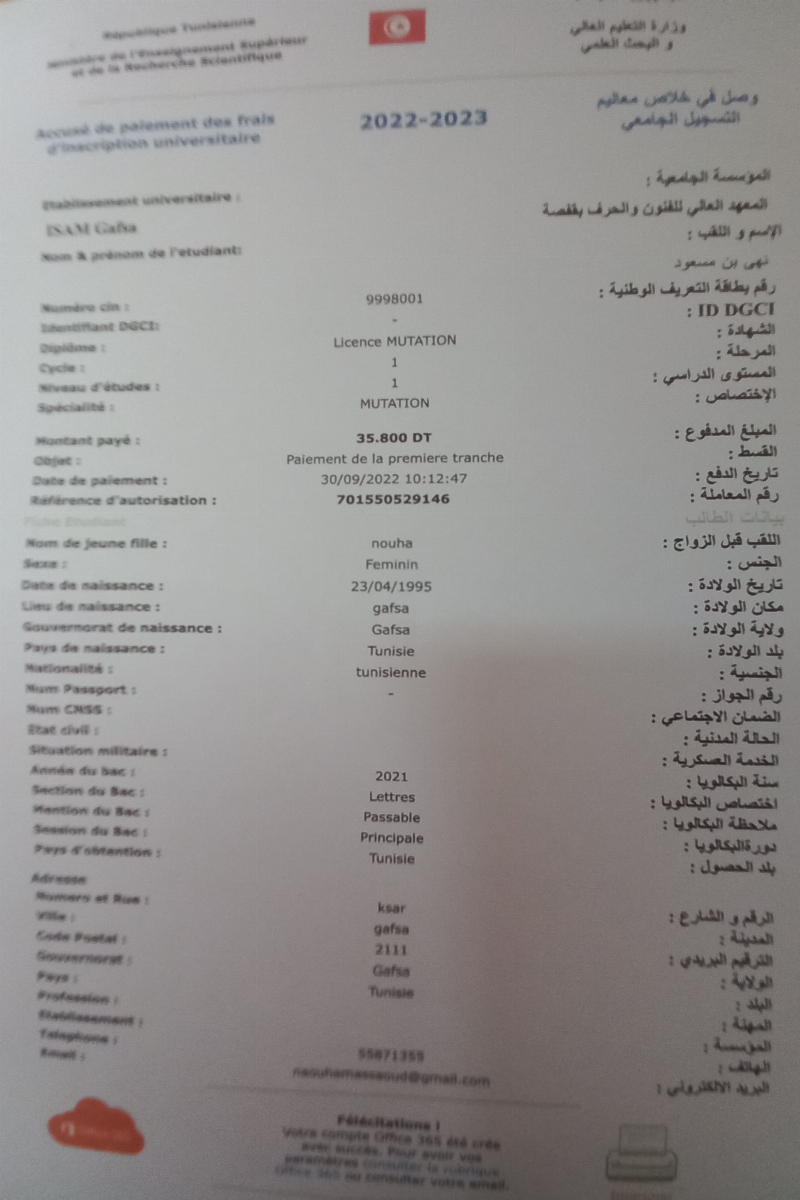 République Tunisienne
Ministère de l'Enseignement Supérieur
et de la Recherche Scientifique
وزارة التعليم العالي
و البحث العلمي
Accusé de paiement des frais
d'inscription universitaire
2022-2023
وصل في خلاص معاليم
التسجيل الجامعي
Etablissement universitaire : المؤسسة الجامعية :
ISAM Gafsa المعهد العالي للفنون والحرف بقفصة
Nom & prénom de l'etudiant: الإسم و اللقب :
نهى بن مسعود
Numéro cin : 9998001 رقم بطاقة التعريف الوطنية :
Identifiant DGCI: - ID DGCI :
Diplôme : Licence MUTATION الشهادة :
Cycle : 1 المرحلة :
Niveau d'études : 1 المستوى الدراسي :
Spécialité : MUTATION الإختصاص :
Montant payé : 35.800 DT المبلغ المدفوع :
Objet : Paiement de la premiere tranche القسط :
Date de paiement : 30/09/2022 10:12:47 تاريخ الدفع :
Référence d'autorisation : 701550529146 رقم المعاملة :
Fiche Etudiant بيانات الطالب
Nom de jeune fille : nouha اللقب قبل الزواج :
Sexe : Feminin الجنس :
Date de naissance : 23/04/1995 تاريخ الولادة :
Lieu de naissance : gafsa مكان الولادة :
Gouvernorat de naissance : Gafsa ولاية الولادة :
Pays de naissance : Tunisie بلد الولادة :
Nationalité : tunisienne الجنسية :
Num Passport : - رقم الجواز :
Num CNSS : الضمان الاجتماعي :
Etat civil : الحالة المدنية :
Situation militaire : الخدمة العسكرية :
Année du bac : 2021 سنة البكالويا :
Section du Bac : Lettres اختصاص البكالويا :
Mention du Bac : Passable ملاحظة البكالويا :
Session du Bac : Principale دورةالبكالويا :
Pays d'obtention : Tunisie بلد الحصول :
Adresse
Numero et Rue : ksar الرقم و الشارع :
Ville : gafsa المدينة :
Code Postal : 2111 الترقيم البريدي :
Gouvernorat : Gafsa الولاية :
Pays : Tunisie البلد :
Profession : المهنة :
Etablissement : المؤسسة :
Telephone : 55871355 الهاتف :
Email : naouhamassaoud@gmail.com البريد الالكتروني :
Félécitations !
Votre compte Office 365 été crée
avec succès. Pour avoir vos
paramètres consulter la rubrique
Office 365 ou consulter votre email.